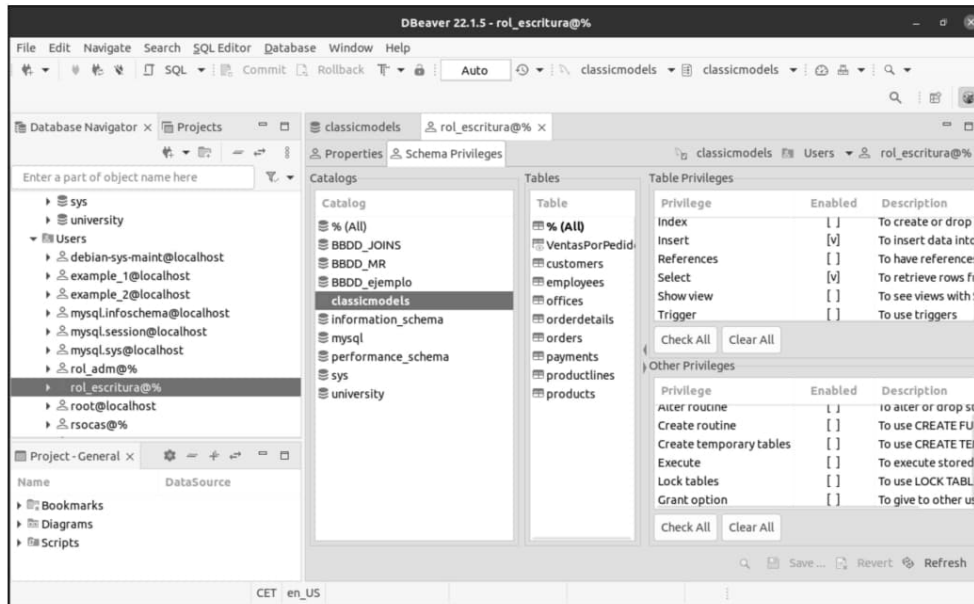 DBeaver 22.1.5 - rol_escritura@%
File Edit Navigate Search SQL Editor Database Window Help
SQL Commit Rollback Auto classicmodels classicmodels
Database Navigator Projects
Enter a part of object name here
sys
university
Users
debian-sys-maint@localhost
example_1@localhost
example_2@localhost
mysql.infoschema@localhost
mysql.session@localhost
mysql.sys@localhost
rol_adm@%
rol_escritura@%
root@localhost
rsocas@%
Project - General
Name DataSource
Bookmarks
Diagrams
Scripts
classicmodels rol_escritura@%
Properties Schema Privileges classicmodels Users rol_escritura@%
Catalogs
Catalog
% (All)
BBDD_JOINS
BBDD_MR
BBDD_ejemplo
classicmodels
information_schema
mysql
performance_schema
sys
university
Tables
Table
% (All)
VentasPorPedid
customers
employees
offices
orderdetails
orders
payments
productlines
products
Table Privileges
Privilege Enabled Description
Index [ ] To create or drop
Insert [v] To insert data into
References [ ] To have references
Select [v] To retrieve rows f
Show view [ ] To see views with
Trigger [ ] To use triggers
Check All Clear All
Other Privileges
Privilege Enabled Description
Alter routine [ ] To alter or drop s
Create routine [ ] To use CREATE FU
Create temporary tables [ ] To use CREATE TE
Execute [ ] To execute stored
Lock tables [ ] To use LOCK TABL
Grant option [ ] To give to other us
Check All Clear All
Save ... Revert Refresh
CET en_US